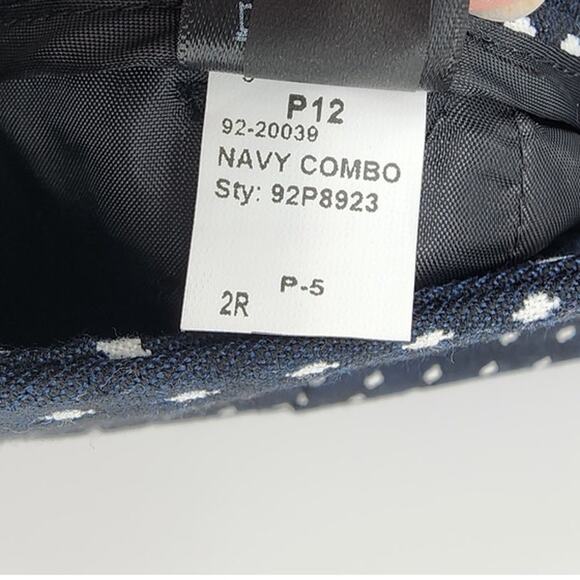 P12
92-20039
NAVY COMBO
Sty: 92P8923
P-5
2R